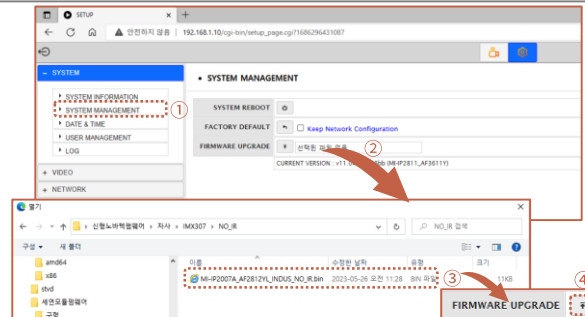 SETUP
안전하지 않음 192.168.1.10/cgi-bin/setup_page.cgi?1686296431087
- SYSTEM
SYSTEM INFORMATION
SYSTEM MANAGEMENT
DATE & TIME
USER MANAGEMENT
LOG
+ VIDEO
+ NETWORK
①
• SYSTEM MANAGEMENT
SYSTEM REBOOT
FACTORY DEFAULT Keep Network Configuration
FIRMWARE UPGRADE 선택된 파일 없음
②
CURRENT VERSION : (MI-IP2811_AF3611Y)
열기
신형노바팩펌웨어 > 자사 > IMX307 > NO_IR
NO_IR 검색
구성 새 폴더
이름 수정한 날짜 유형 크기
amd64
x86
stvd
세연모듈펌웨어
구형
MI-IP2007A_AF2812YL_INDUS_NO_IR.bin 2023-05-26 오전 11:28 BIN 파일 11KB
③
④
FIRMWARE UPGRADE